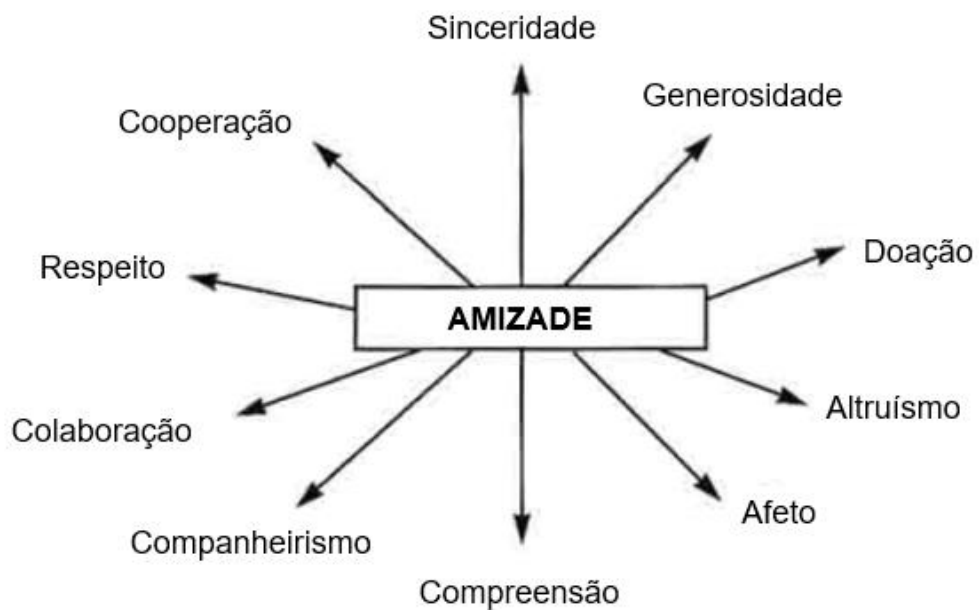 Sinceridade
Generosidade
Cooperação
Doação
Respeito
AMIZADE
Altruísmo
Colaboração
Afeto
Companheirismo
Compreensão